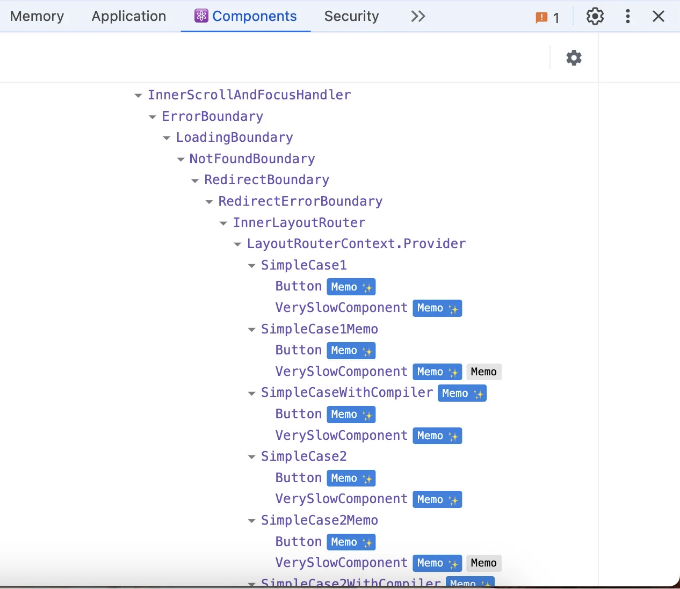 Memory Application Components Security 1
InnerScrollAndFocusHandler
ErrorBoundary
LoadingBoundary
NotFoundBoundary
RedirectBoundary
RedirectErrorBoundary
InnerLayoutRouter
LayoutRouterContext.Provider
SimpleCase1
Button Memo ✨
VerySlowComponent Memo ✨
SimpleCase1Memo
Button Memo ✨
VerySlowComponent Memo ✨ Memo
SimpleCaseWithCompiler Memo ✨
Button Memo ✨
VerySlowComponent Memo ✨
SimpleCase2
Button Memo ✨
VerySlowComponent Memo ✨
SimpleCase2Memo
Button Memo ✨
VerySlowComponent Memo ✨ Memo
SimpleCase2WithCompiler Memo ✨